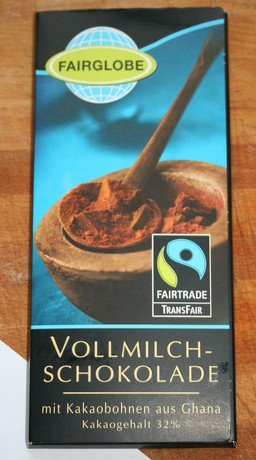 FAIRGLOBE
FAIRTRADE
TRANSFAIR
VOLLMILCH-
SCHOKOLADE
mit Kakaobohnen aus Ghana
Kakaogehalt 32%